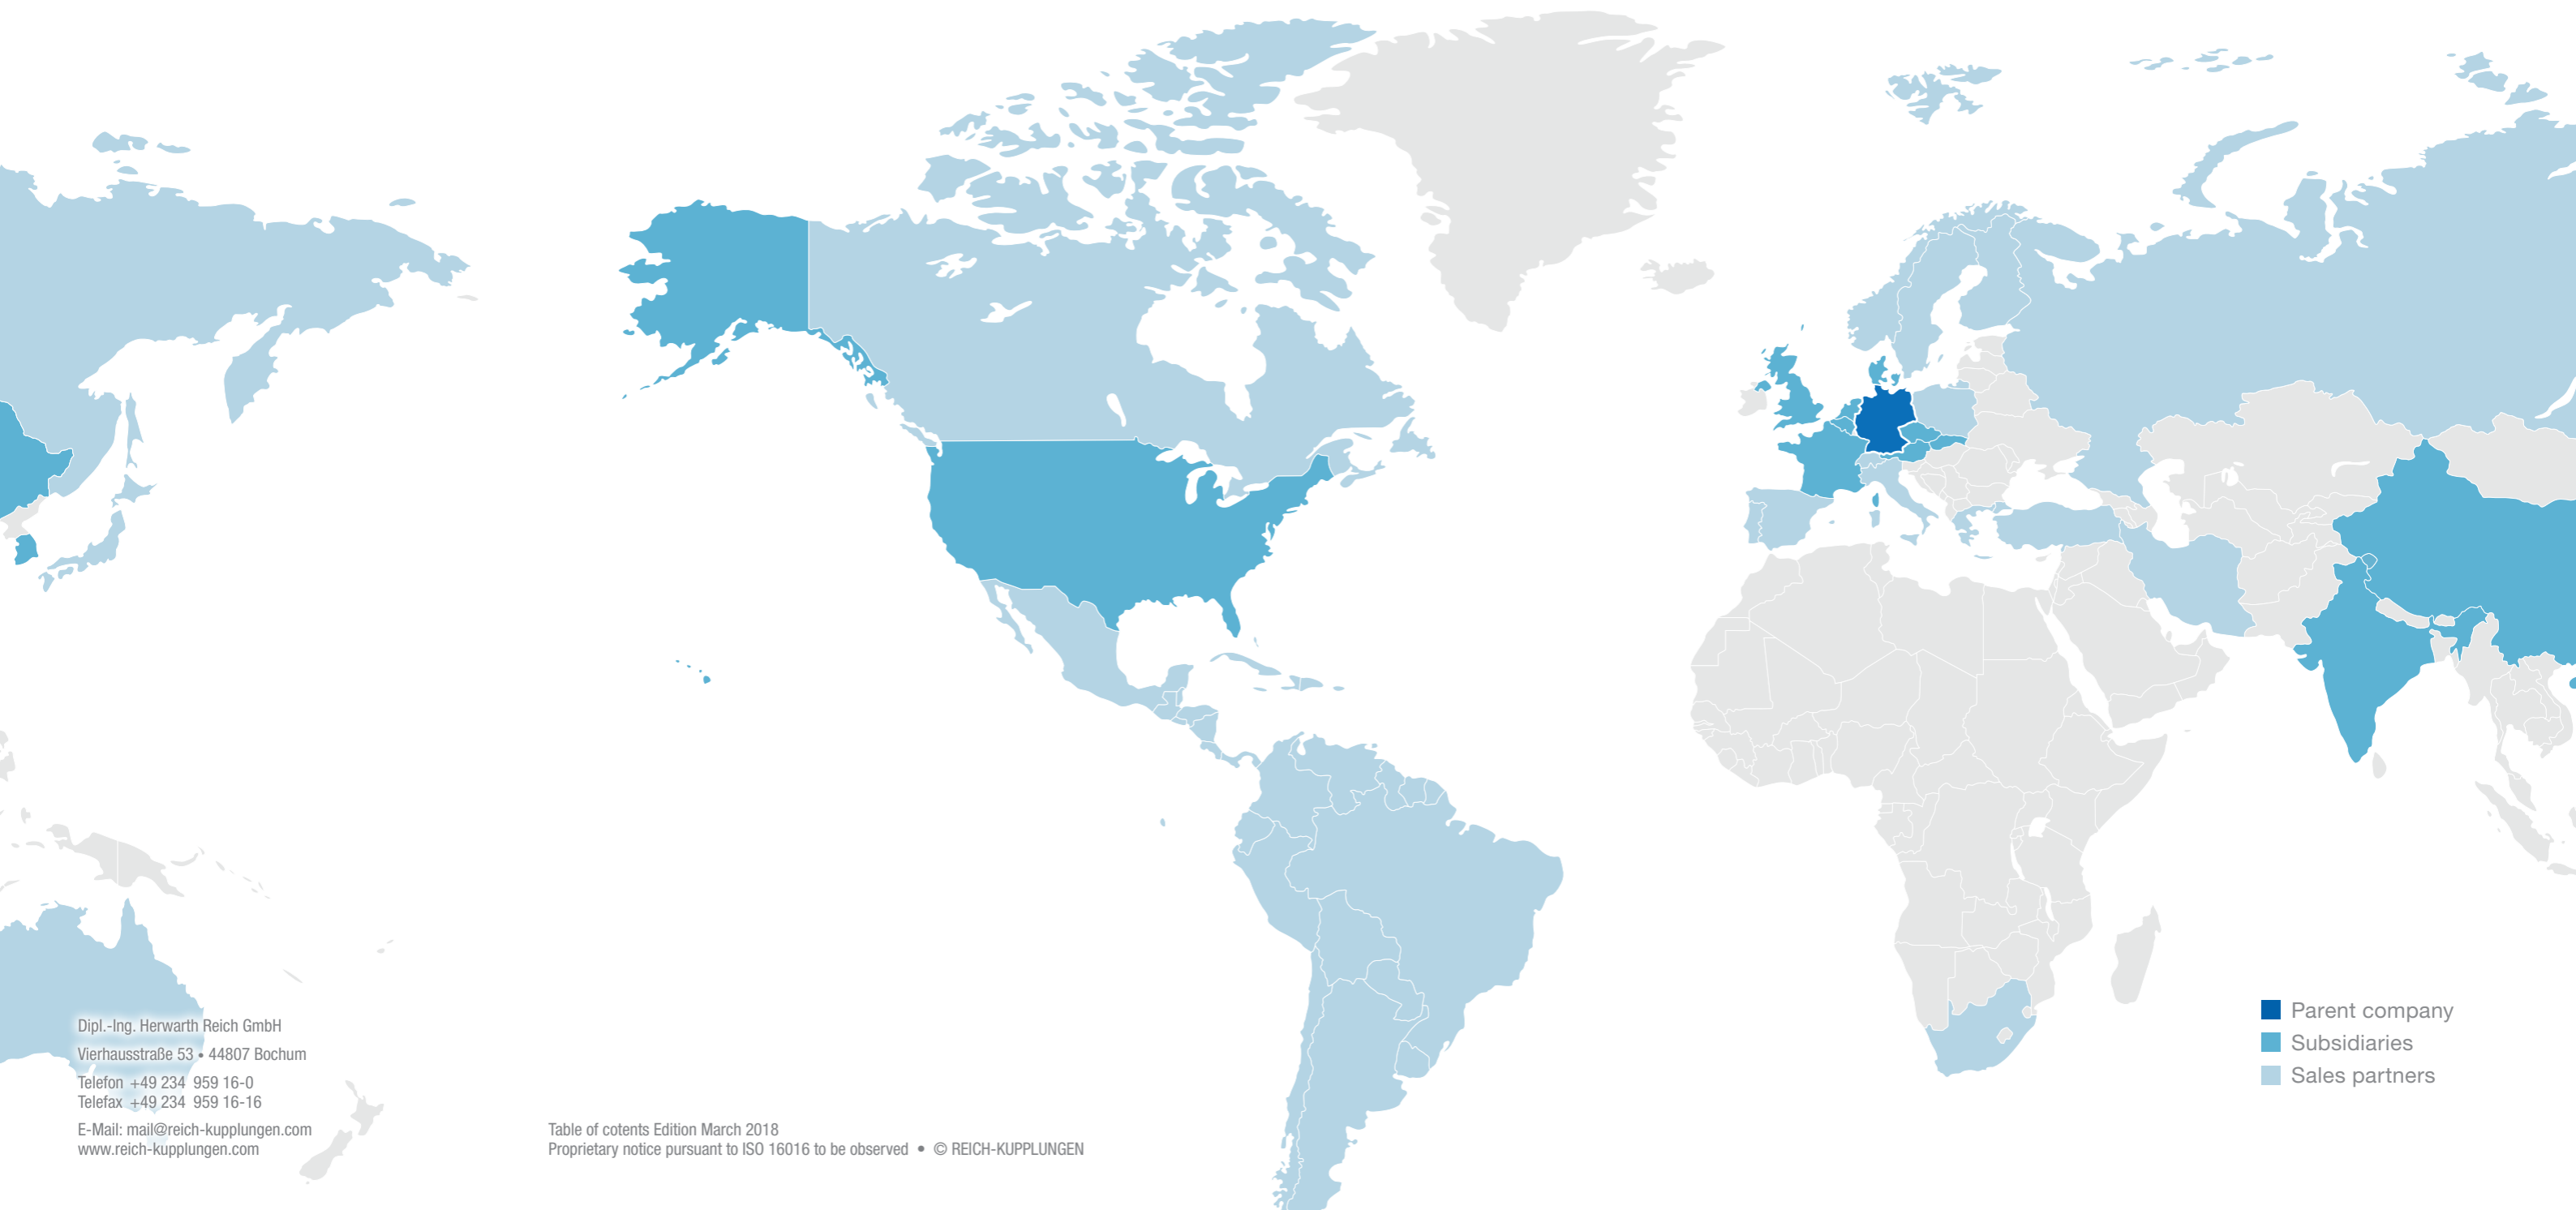 Dipl.-Ing. Herwarth Reich GmbH
Vierhausstraße 53 • 44807 Bochum
Telefon +49 234 959 16-0
Telefax +49 234 959 16-16
E-Mail: mail@reich-kupplungen.com
www.reich-kupplungen.com
Table of cotents Edition March 2018
Proprietary notice pursuant to ISO 16016 to be observed • © REICH-KUPPLUNGEN
Parent company
Subsidiaries
Sales partners